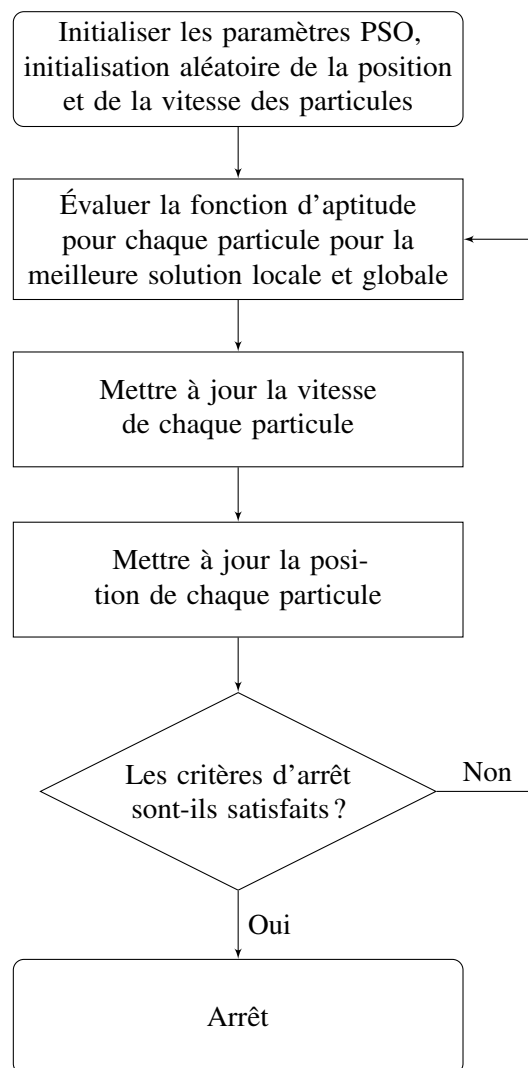 Initialiser les paramètres PSO,
initialisation aléatoire de la position
et de la vitesse des particules
Évaluer la fonction d'aptitude
pour chaque particule pour la
meilleure solution locale et globale
Mettre à jour la vitesse
de chaque particule
Mettre à jour la posi-
tion de chaque particule
Les critères d'arrêt
sont-ils satisfaits ?
Non
Oui
Arrêt